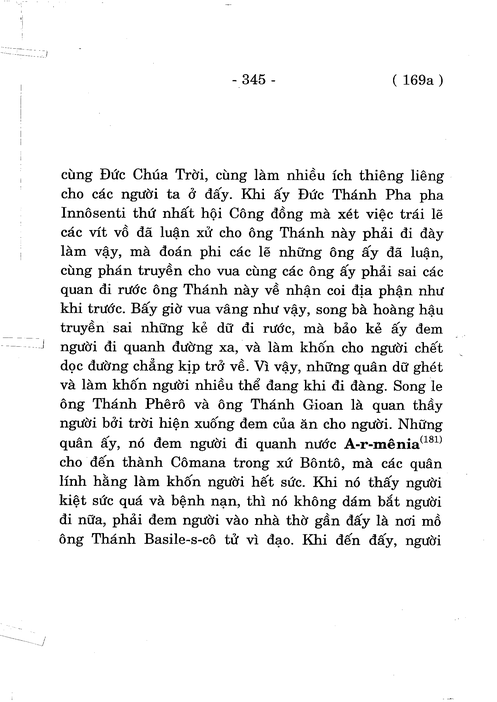 - 345 - ( 169a )
cùng Đức Chúa Trời, cùng làm nhiều ích thiêng liêng
cho các người ta ở đấy. Khi ấy Đức Thánh Pha pha
Innôsenti thứ nhất hội Công đồng mà xét việc trái lẽ
các vít vồ đã luận xử cho ông Thánh này phải đi đày
làm vậy, mà đoán phi các lẽ những ông ấy đã luận,
cùng phán truyền cho vua cùng các ông ấy phải sai các
quan đi rước ông Thánh này về nhận coi địa phận như
khi trước. Bấy giờ vua vâng như vậy, song bà hoàng hậu
truyền sai những kẻ dữ đi rước, mà bảo kẻ ấy đem
người đi quanh đường xa, và làm khốn cho người chết
dọc đường chẳng kịp trở về. Vì vậy, những quân dữ ghét
và làm khốn người nhiều thể đang khi đi đàng. Song le
ông Thánh Phêrô và ông Thánh Gioan là quan thầy
người bởi trời hiện xuống đem của ăn cho người. Những
quân ấy, nó đem người đi quanh nước A-r-mênia(181)
cho đến thành Cômana trong xứ Bôntô, mà các quân
lính hằng làm khốn người hết sức. Khi nó thấy người
kiệt sức quá và bệnh nạn, thì nó không dám bắt người
đi nữa, phải đem người vào nhà thờ gần đấy là nơi mồ
ông Thánh Basile-s-cô tử vì đạo. Khi đến đấy, người